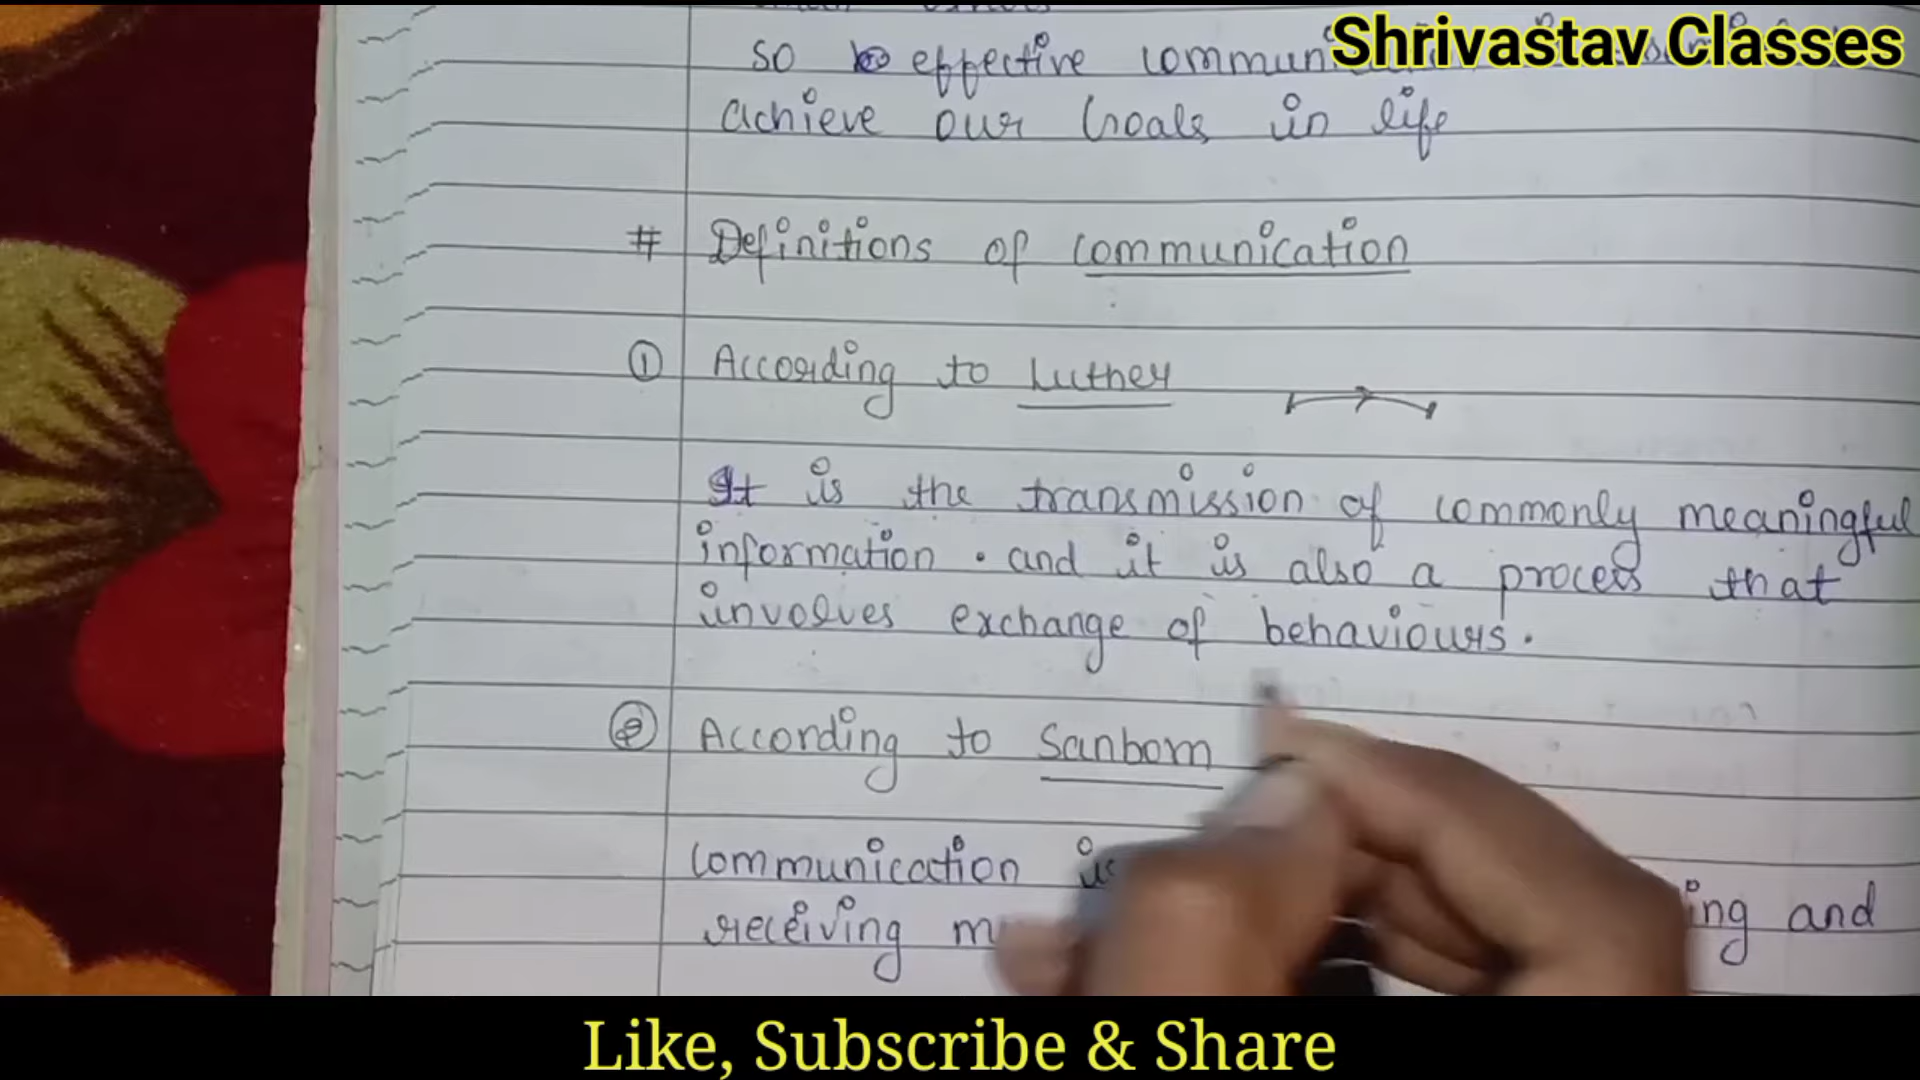 Shrivastav Classes
so effective
achieve our Goals in life
# Definitions of communication
① According to Luther
It is the transmission of commonly meaningful
information. and it is also a process that
involves exchange of behaviours.
② According to Sanborn
Communication is
receiving ing and
Like, Subscribe & Share